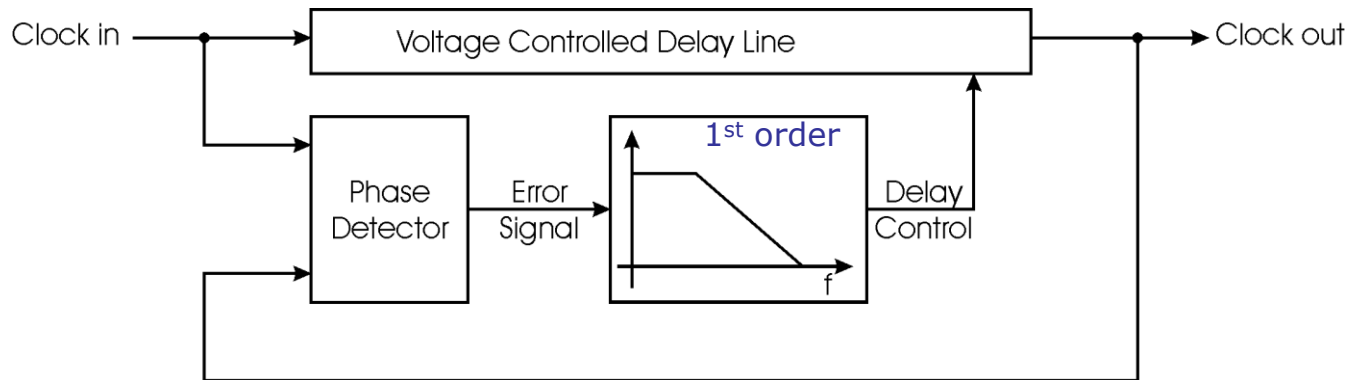 Clock in
Voltage Controlled Delay Line
Clock out
1st order
Phase
Detector
Error
Signal
Delay
Control
f